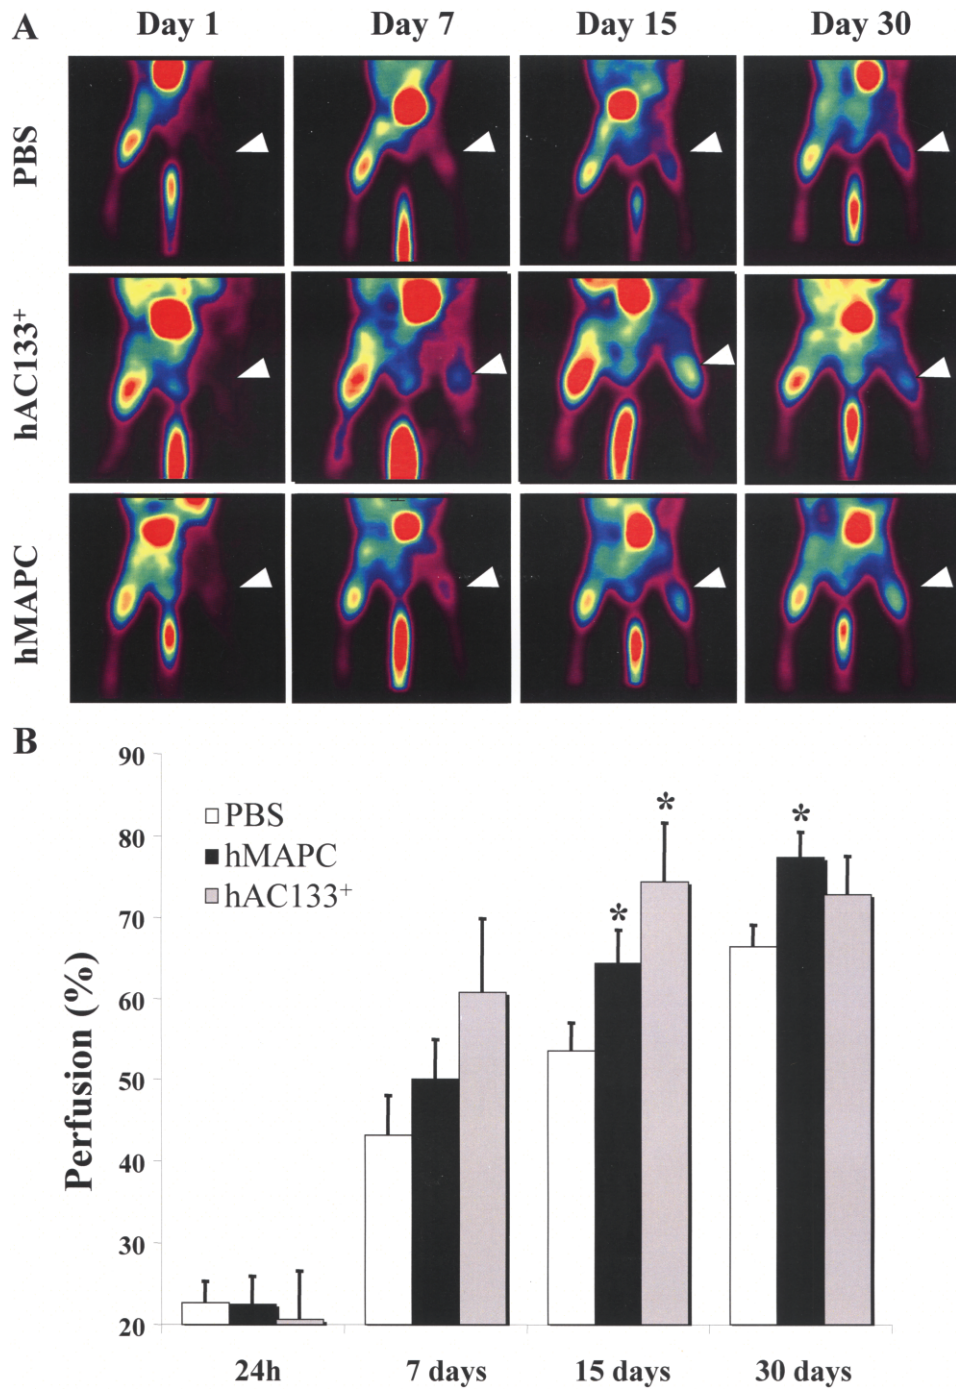 A
Day 1 Day 7 Day 15 Day 30
PBS
hAC133+
hMAPC
B
90
80
70
60
50
40
30
20
Perfusion (%)
PBS
hMAPC
hAC133+
*
*
*
24h 7 days 15 days 30 days